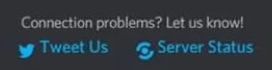 Connection problems? Let us know!
Tweet Us Server Status